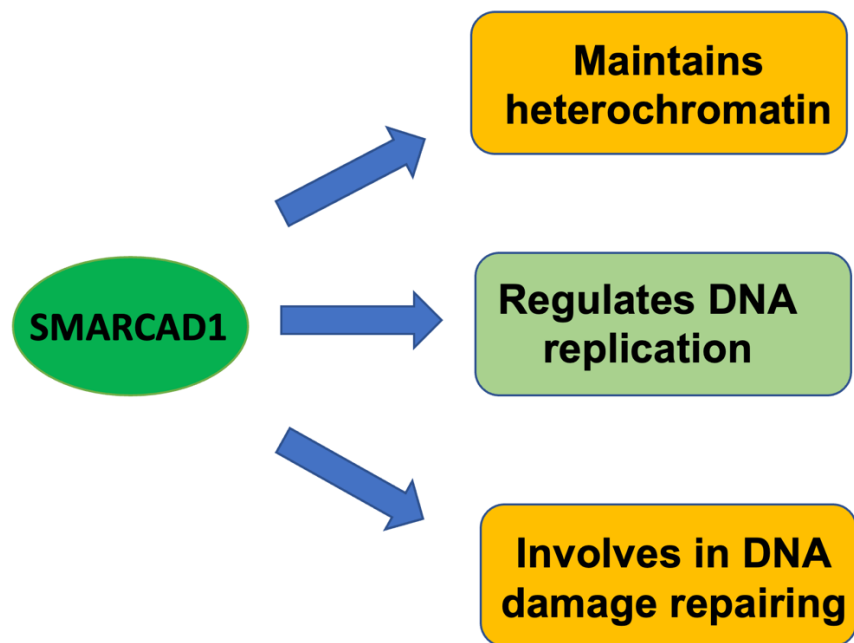 Maintains
heterochromatin
SMARCAD1
Regulates DNA
replication
Involves in DNA
damage repairing